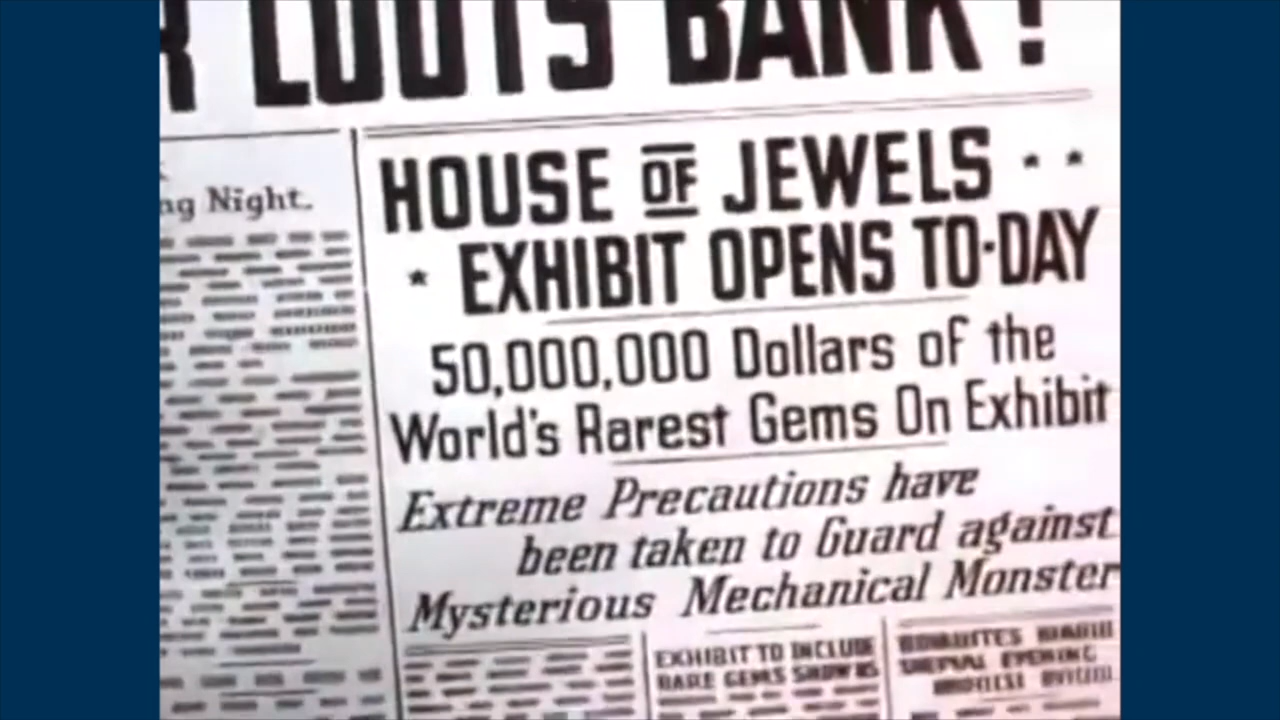 LOOTS BANK!
ng Night.
HOUSE OF JEWELS
EXHIBIT OPENS TO-DAY
50,000,000 Dollars of the
World's Rarest Gems On Exhibit
Extreme Precautions have
been taken to Guard against
Mysterious Mechanical Monster
EXHIBIT TO INCLUDE
RARE GEMS SHOWN